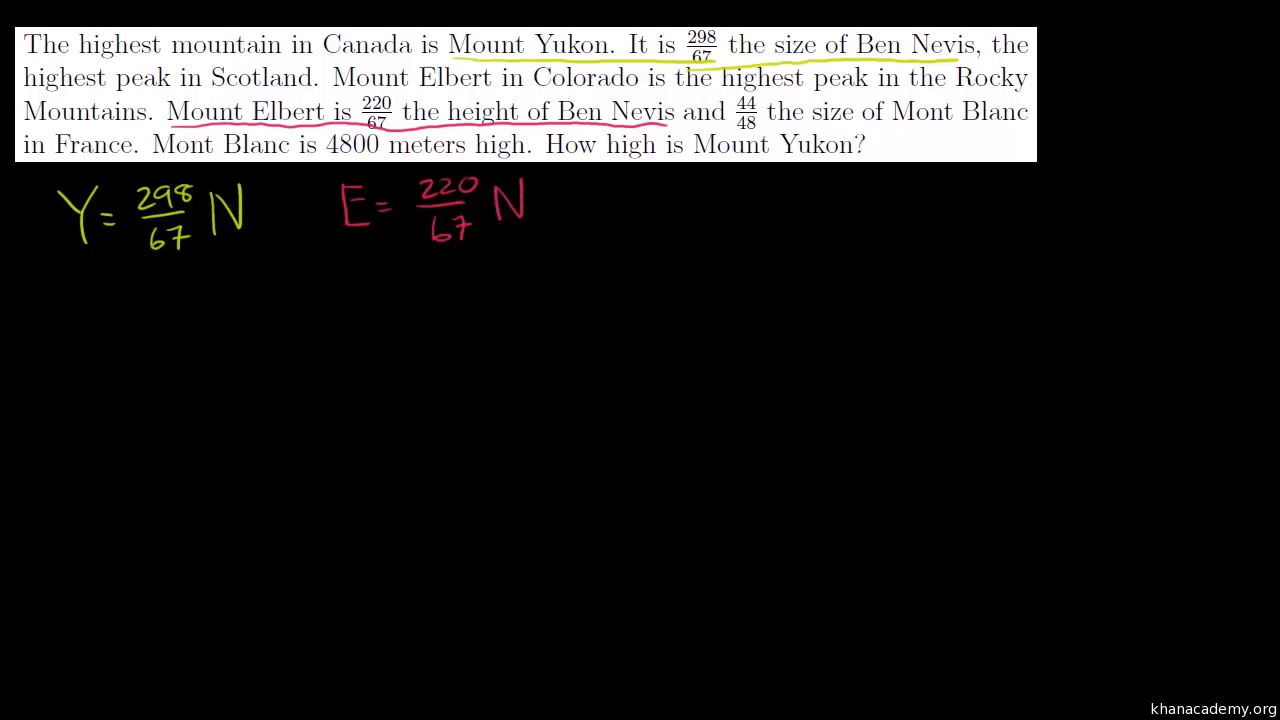 The highest mountain in Canada is Mount Yukon. It is 298/67 the size of Ben Nevis, the
highest peak in Scotland. Mount Elbert in Colorado is the highest peak in the Rocky
Mountains. Mount Elbert is 220/67 the height of Ben Nevis and 44/48 the size of Mont Blanc
in France. Mont Blanc is 4800 meters high. How high is Mount Yukon?
Y = 298/67 N E = 220/67 N
khanacademy.org